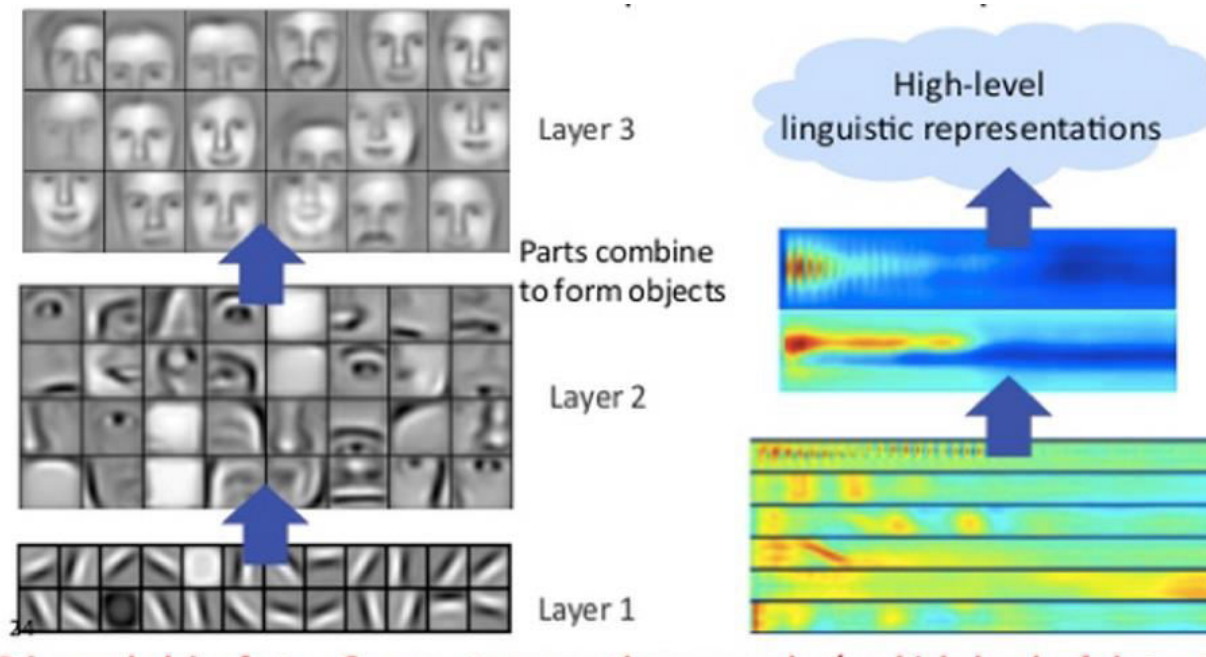 Layer 3
Parts combine
to form objects
Layer 2
Layer 1
High-level
linguistic representations
24